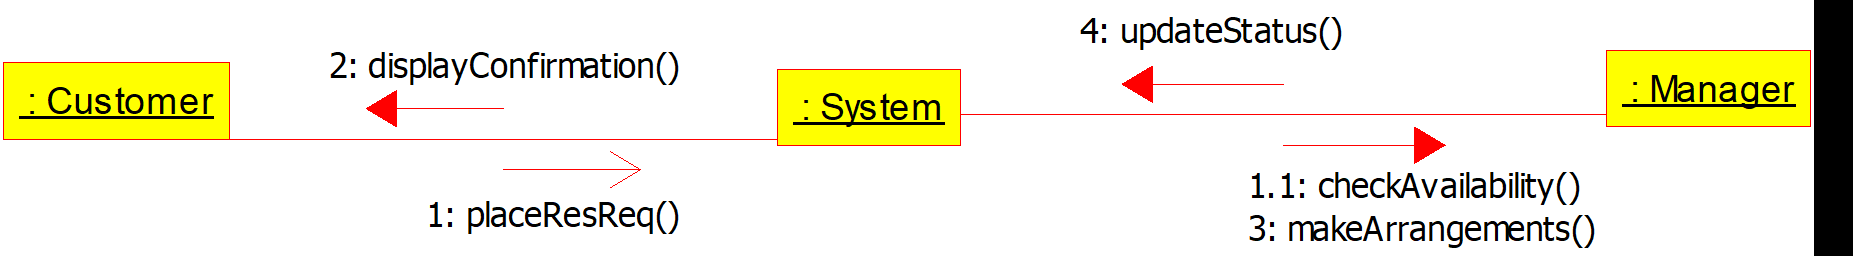 4: updateStatus()
2: displayConfirmation()
: Customer
: System
: Manager
1: placeResReq()
1.1: checkAvailability()
3: makeArrangements()